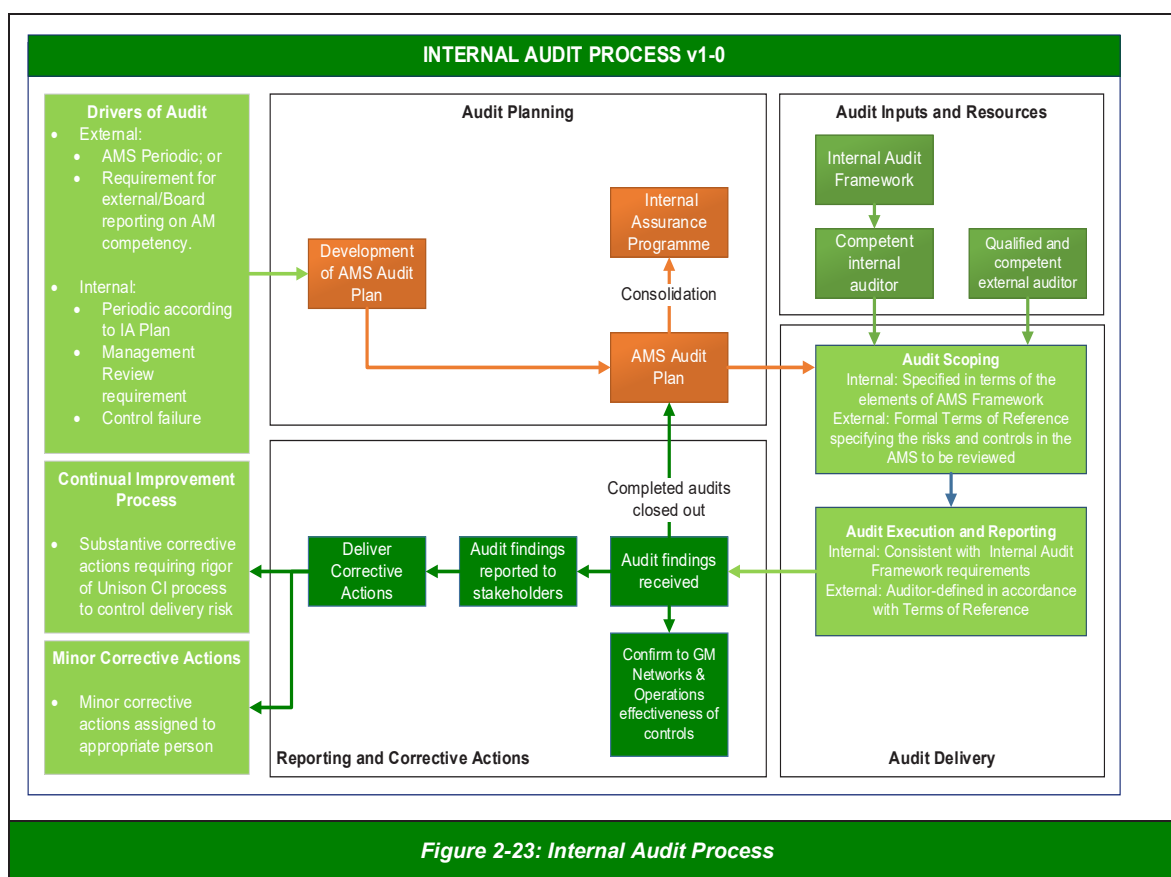 INTERNAL AUDIT PROCESS v1-0
Drivers of Audit
• External:
• AMS Periodic; or
• Requirement for
external/Board
reporting on AM
competency.
• Internal:
• Periodic according
to IA Plan
• Management
Review
requirement
• Control failure
Continual Improvement
Process
• Substantive corrective
actions requiring rigor
of Unison CI process
to control delivery risk
Minor Corrective Actions
• Minor corrective
actions assigned to
appropriate person
Audit Planning
Development
of AMS Audit
Plan
Internal
Assurance
Programme
Consolidation
AMS Audit
Plan
Audit Inputs and Resources
Internal Audit
Framework
Competent
internal
auditor
Qualified and
competent
external auditor
Audit Scoping
Internal: Specified in terms of the
elements of AMS Framework
External: Formal Terms of Reference
specifying the risks and controls in the
AMS to be reviewed
Audit Execution and Reporting
Internal: Consistent with Internal Audit
Framework requirements
External: Auditor-defined in accordance
with Terms of Reference
Audit Delivery
Completed audits
closed out
Deliver
Corrective
Actions
Audit findings
reported to
stakeholders
Audit findings
received
Confirm to GM
Networks &
Operations
effectiveness of
controls
Reporting and Corrective Actions
Figure 2-23: Internal Audit Process